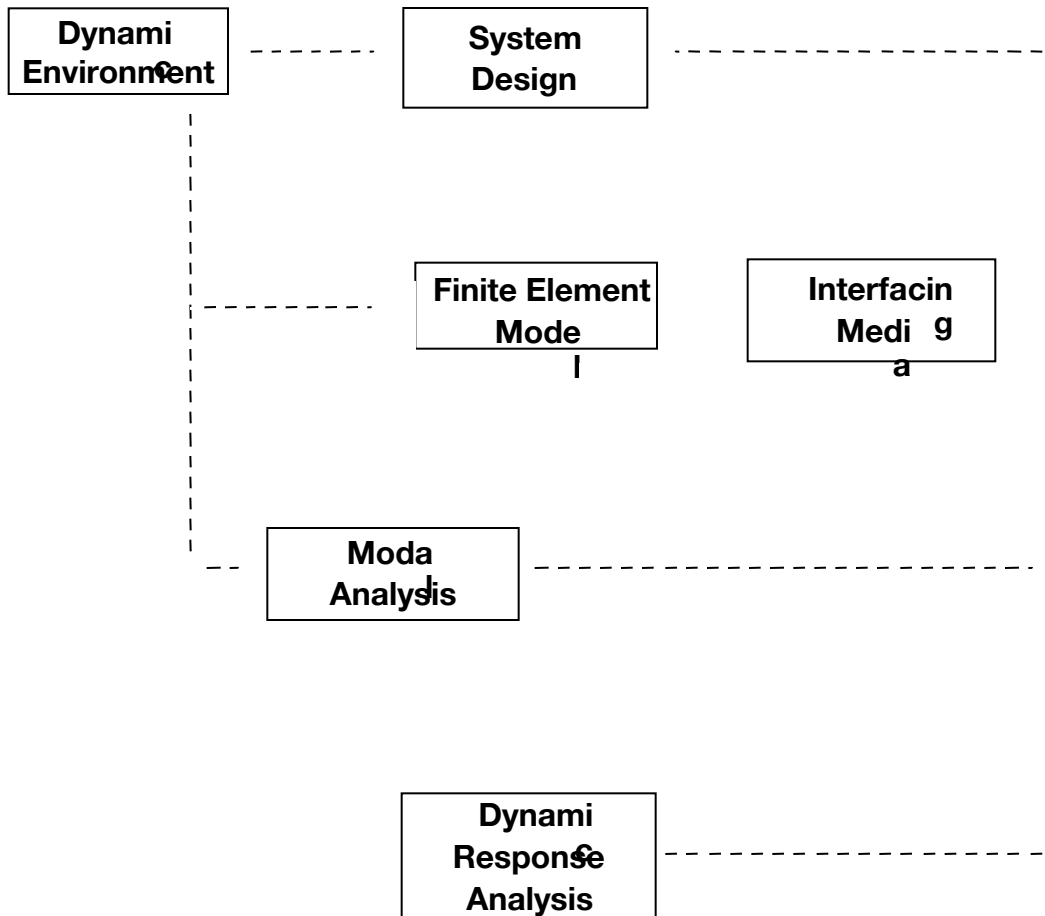 Dynamic
Environment
System
Design
Finite Element
Model
Interfacing
Media
Modal
Analysis
Dynamic
Response
Analysis